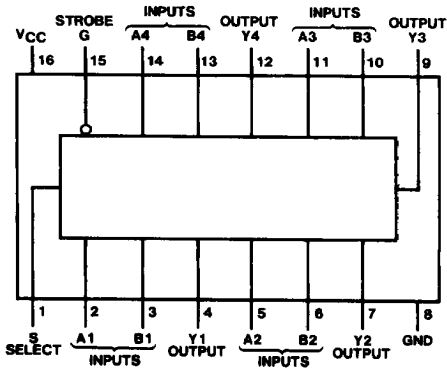 INPUTS INPUTS
STROBE OUTPUT OUTPUT
VCC G A4 B4 Y4 A3 B3 Y3
16 15 14 13 12 11 10 9
1 2 3 4 5 6 7 8
S A1 B1 Y1 A2 B2 Y2 GND
SELECT INPUTS OUTPUT INPUTS OUTPUT